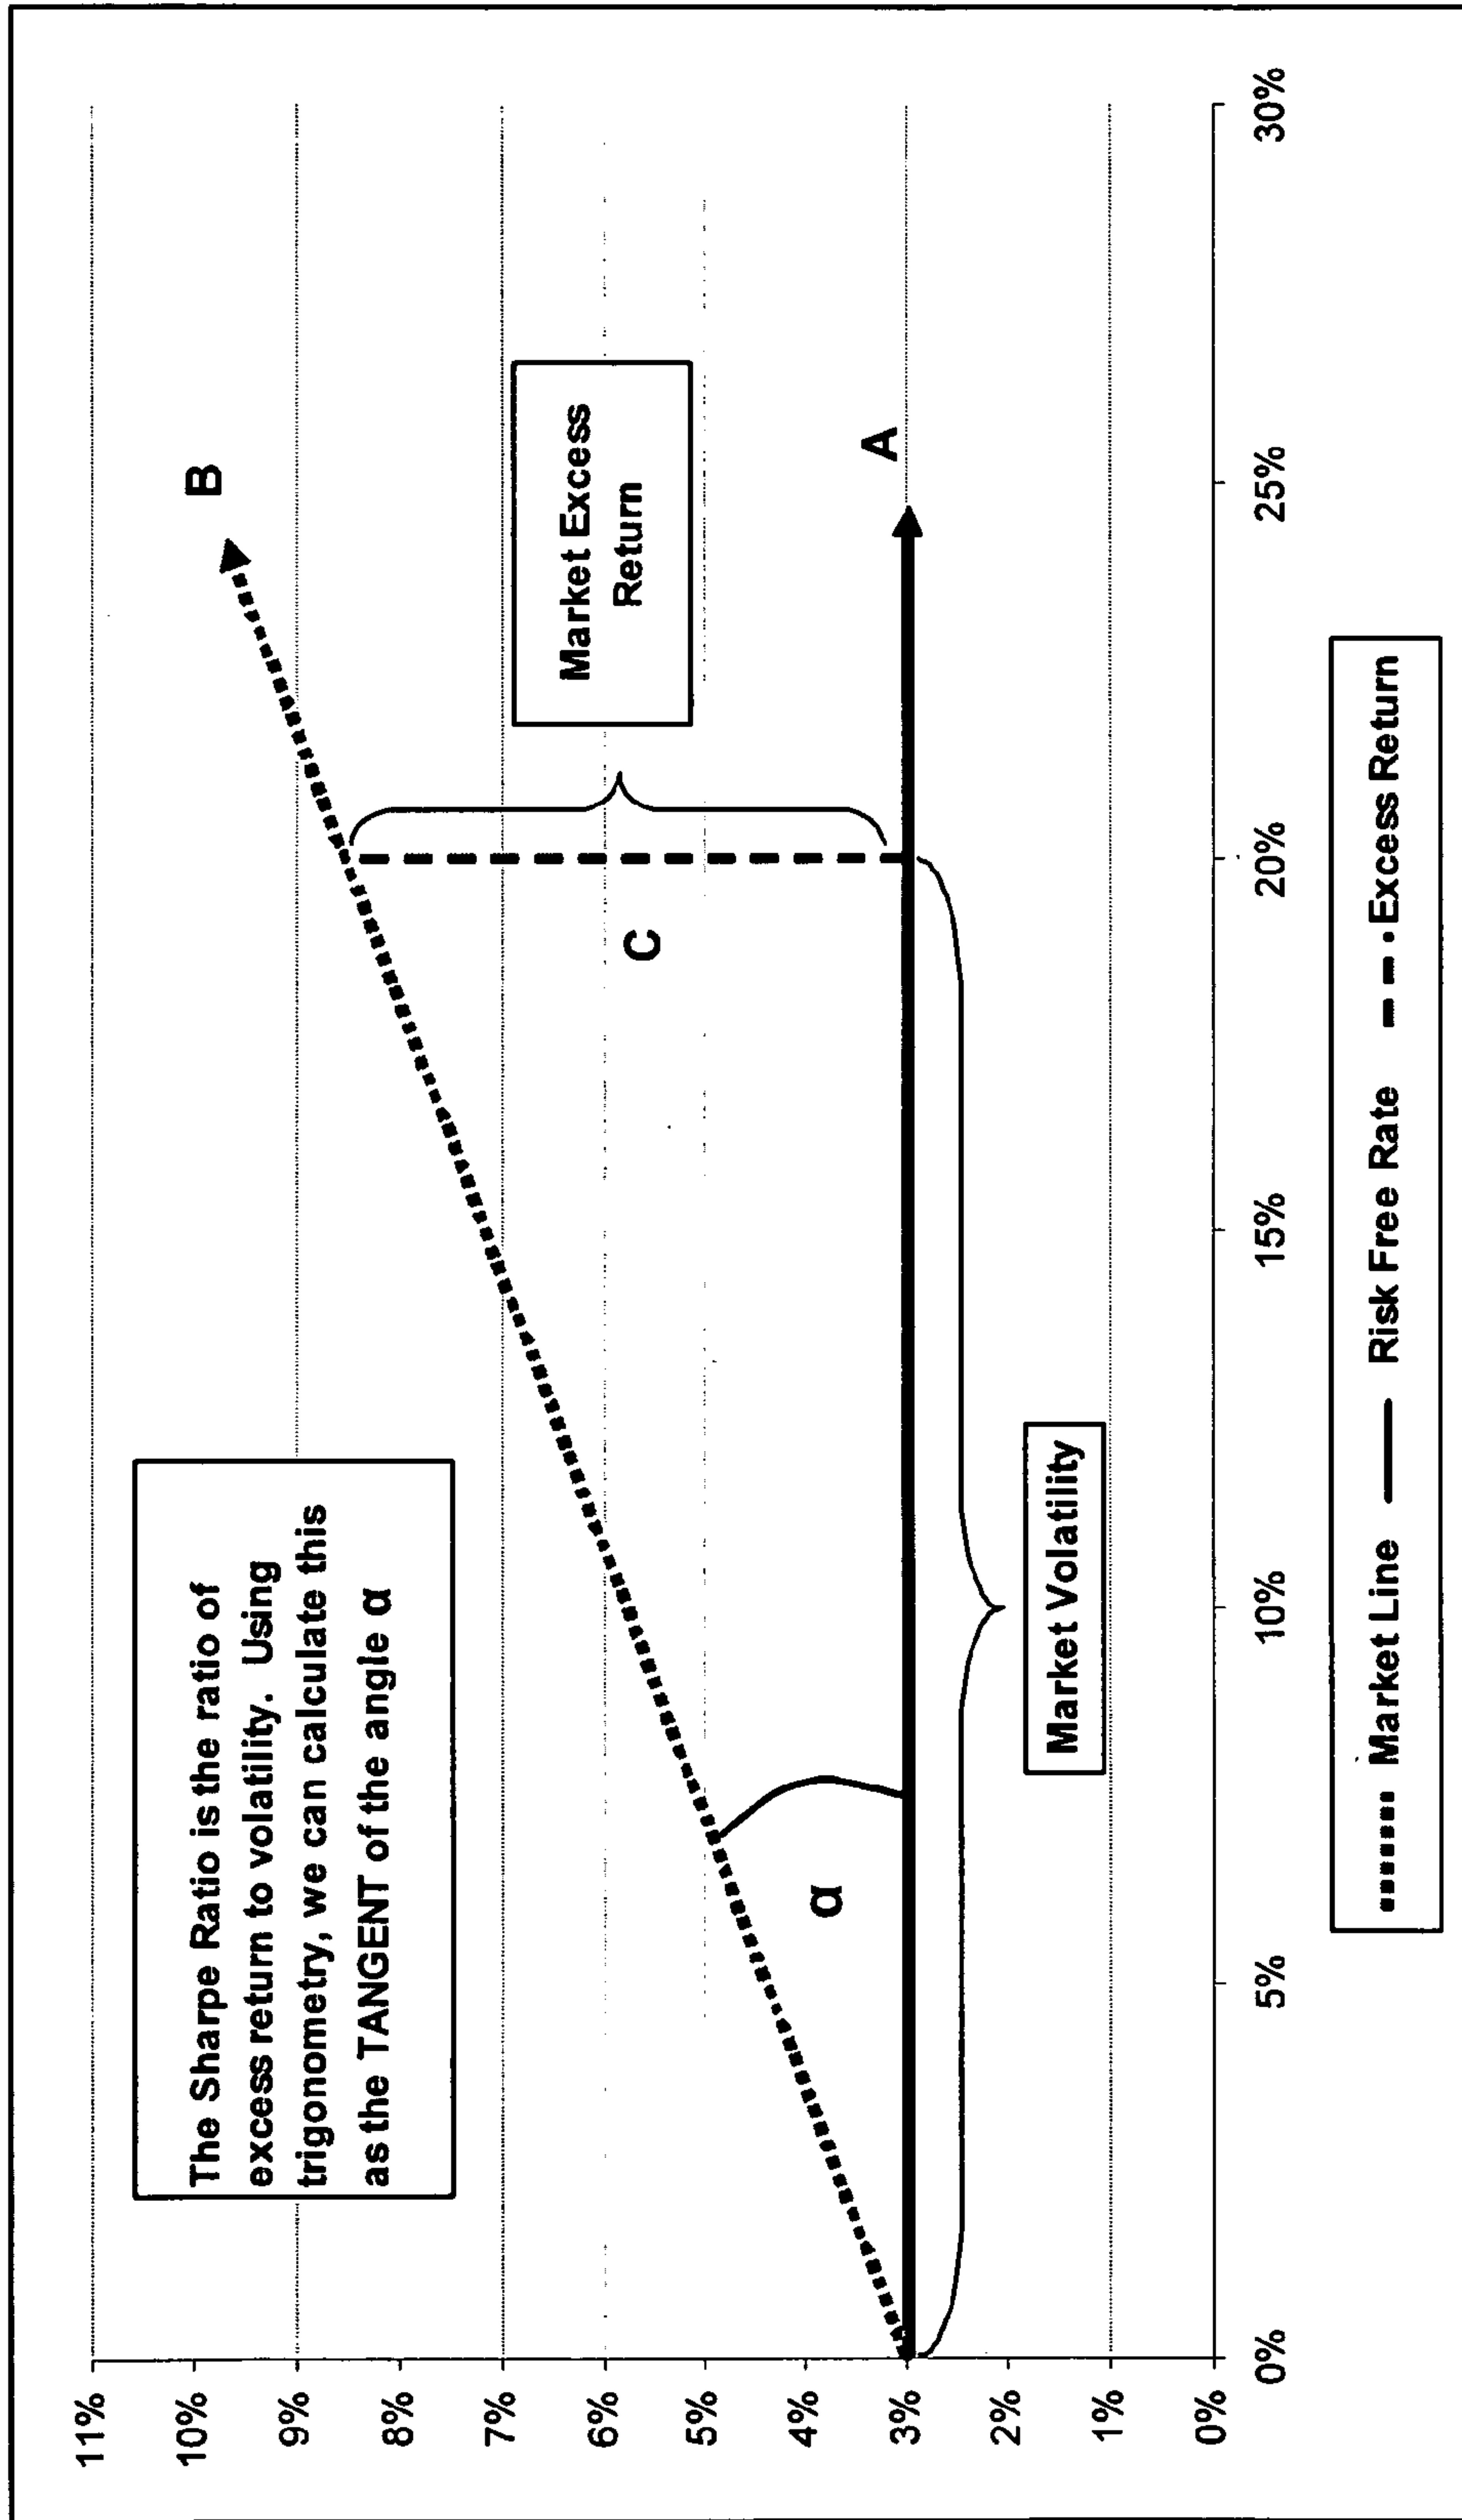 The Sharpe Ratio is the ratio of
excess return to volatility. Using
trigonometry, we can calculate this
as the TANGENT of the angle α
11%
10%
9%
8%
7%
6%
5%
4%
3%
2%
1%
0%
B
Market Excess
Return
C
A
α
Market Volatility
0%
5%
10%
15%
20%
25%
30%
Market Line
Risk Free Rate
Excess Return